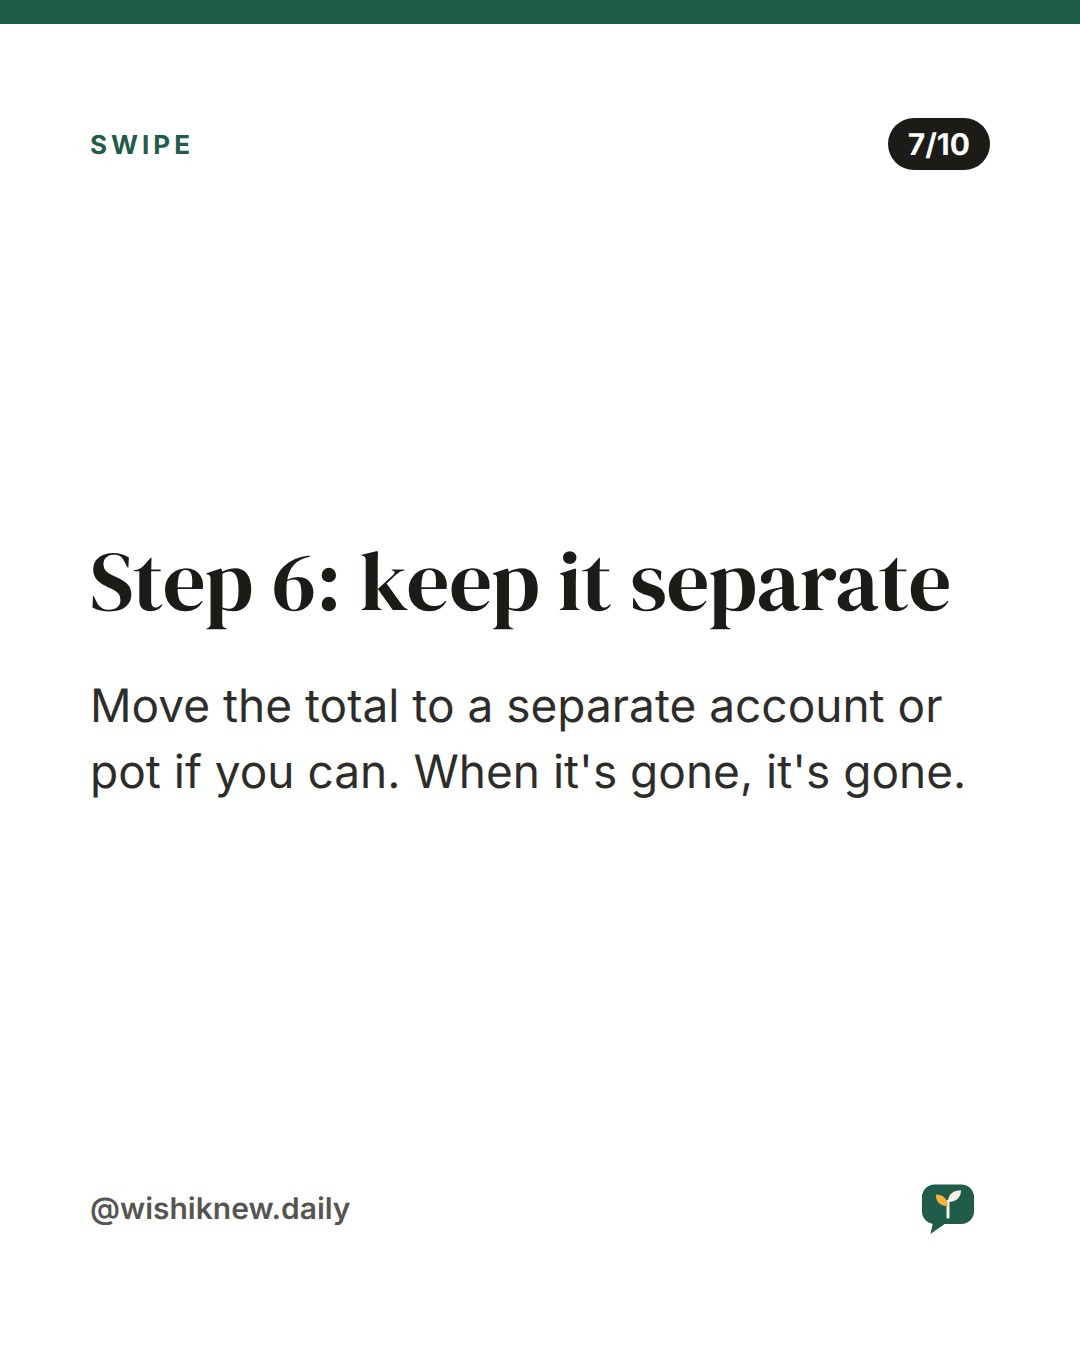 SWIPE
7/10
Step 6: keep it separate
Move the total to a separate account or
pot if you can. When it's gone, it's gone.
@wishiknew.daily